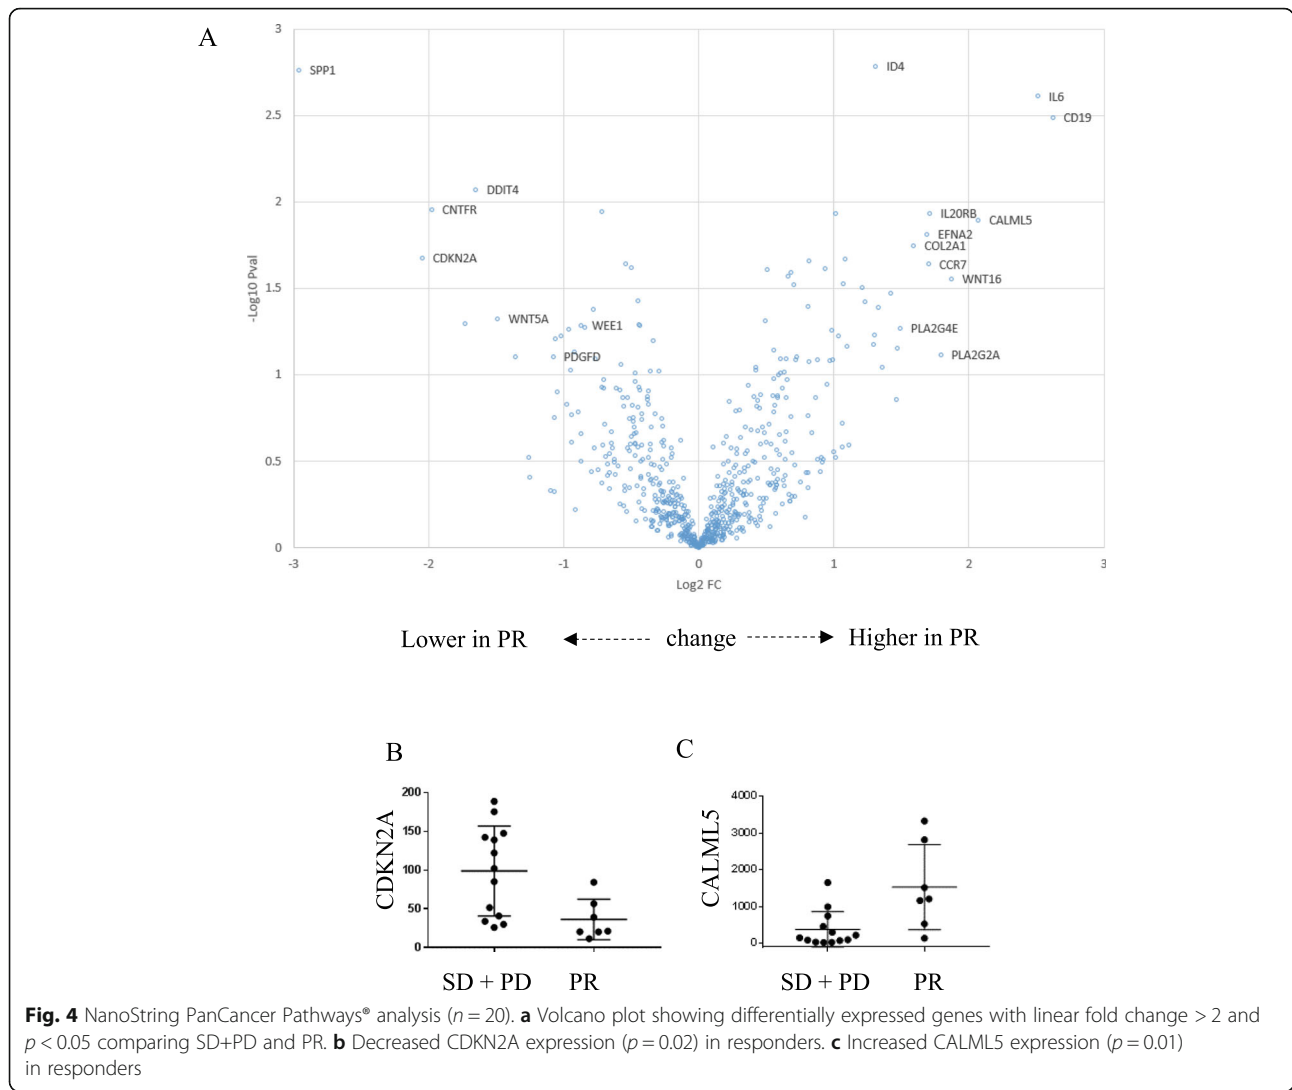 A
3
SPP1
ID4
IL6
2.5
CD19
DDIT4
2
CNTFR
IL20RB
CALML5
EFNA2
COL2A1
CDKN2A
CCR7
WNT16
-Log10 Pval
1.5
WNT5A
WEE1
PLA2G4E
PDGFD
PLA2G2A
1
0.5
0
-3 -2 -1 0 1 2 3
Log2 FC
Lower in PR change Higher in PR
B
CDKN2A
200
150
100
50
0
SD + PD PR
C
CALML5
4000
3000
2000
1000
0
SD + PD PR
Fig. 4 NanoString PanCancer Pathways® analysis (n = 20). a Volcano plot showing differentially expressed genes with linear fold change > 2 and
p < 0.05 comparing SD+PD and PR. b Decreased CDKN2A expression (p = 0.02) in responders. c Increased CALML5 expression (p = 0.01)
in responders